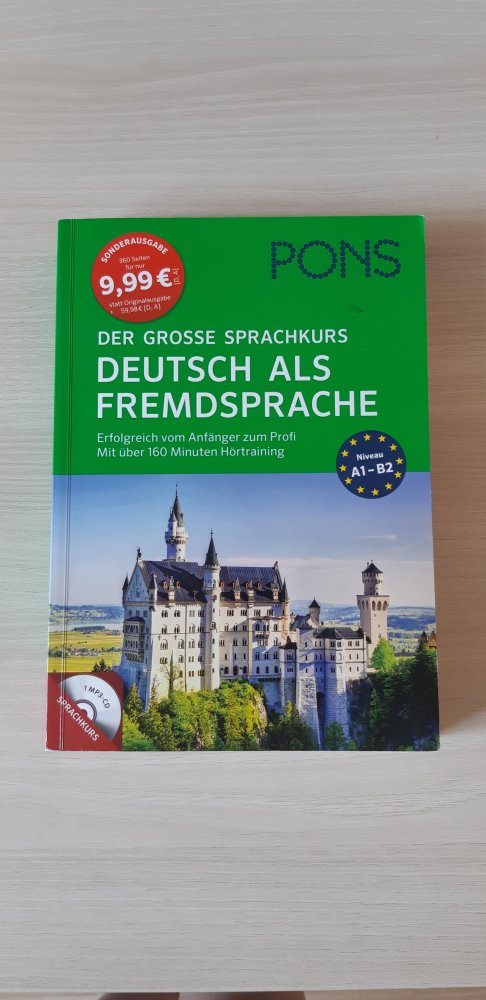 SONDERAUSGABE
360 Seiten
für nur
9,99 € [D, A]
statt Originalausgabe
59,98 € [D, A]
PONS
DER GROSSE SPRACHKURS
DEUTSCH ALS
FREMDSPRACHE
Erfolgreich vom Anfänger zum Profi
Mit über 160 Minuten Hörtraining
Niveau
A1 – B2
1 MP3-CD
SPRACHKURS